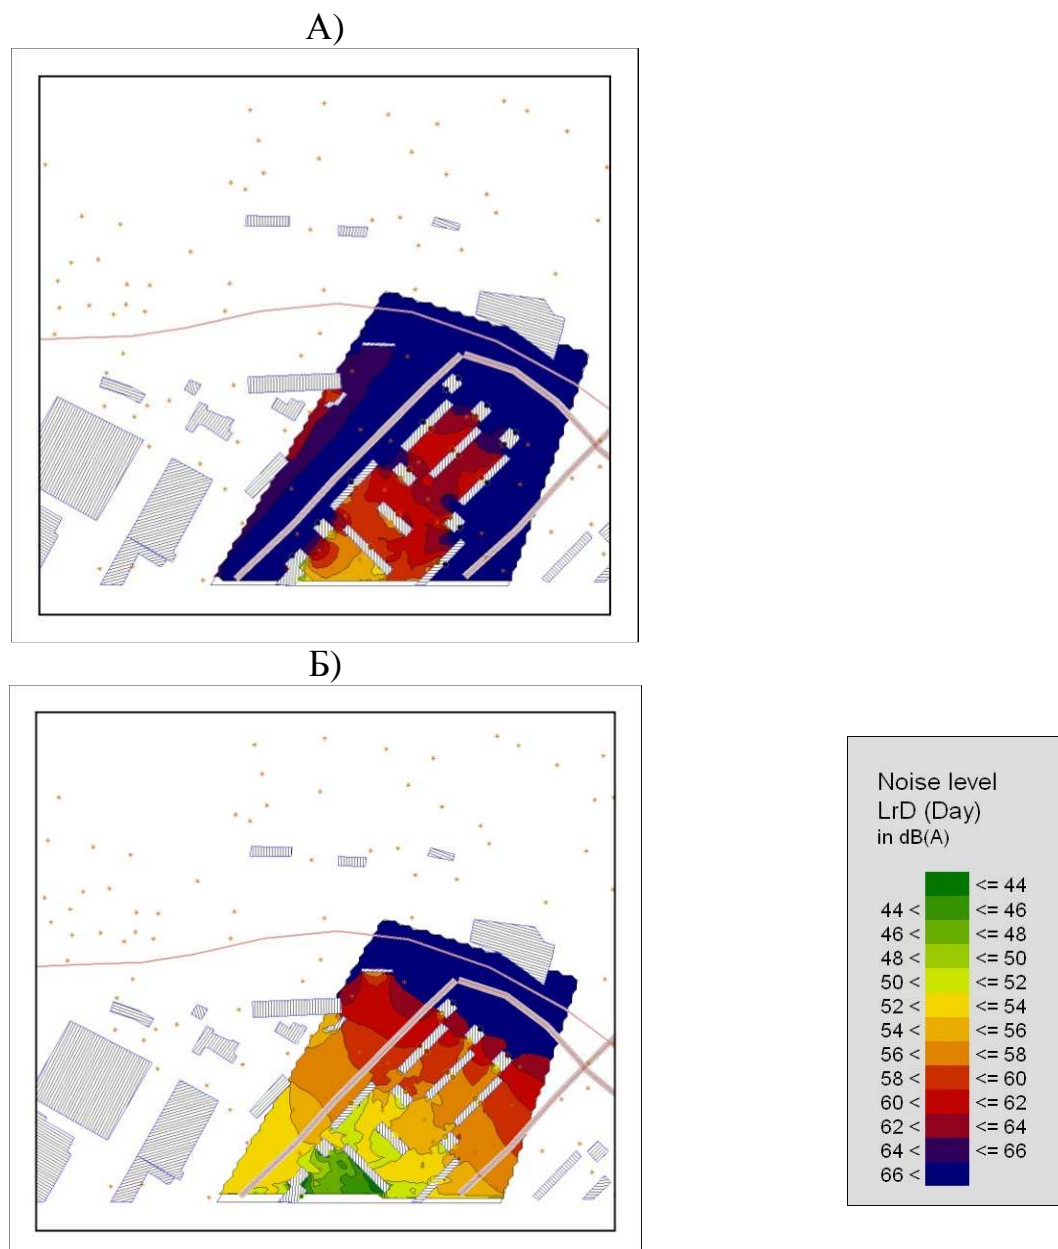 А)
Б)
Noise level
LrD (Day)
in dB(A)
<= 44
44 < <= 46
46 < <= 48
48 < <= 50
50 < <= 52
52 < <= 54
54 < <= 56
56 < <= 58
58 < <= 60
60 < <= 62
62 < <= 64
64 < <= 66
66 <